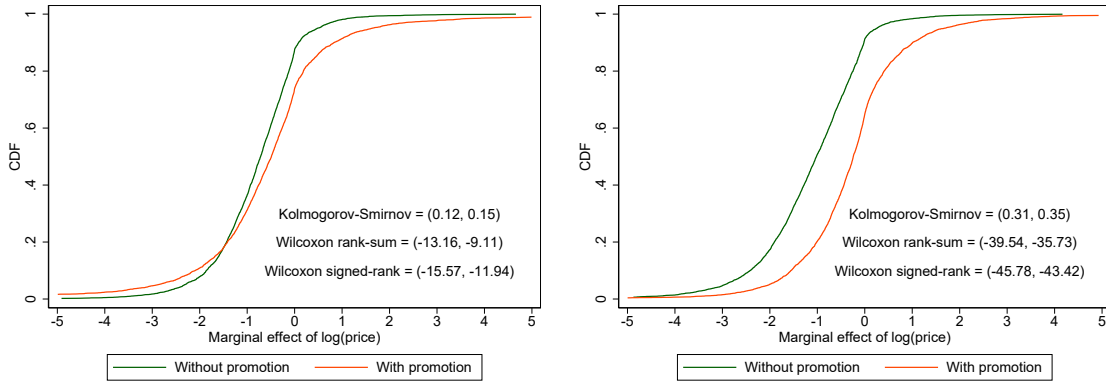 1
.8
.6
.4
.2
0
CDF
Kolmogorov-Smirnov = (0.12, 0.15)
Wilcoxon rank-sum = (-13.16, -9.11)
Wilcoxon signed-rank = (-15.57, -11.94)
-5 -4 -3 -2 -1 0 1 2 3 4 5
Marginal effect of log(price)
Without promotion With promotion
1
.8
.6
.4
.2
0
CDF
Kolmogorov-Smirnov = (0.31, 0.35)
Wilcoxon rank-sum = (-39.54, -35.73)
Wilcoxon signed-rank = (-45.78, -43.42)
-5 -4 -3 -2 -1 0 1 2 3 4 5
Marginal effect of log(price)
Without promotion With promotion